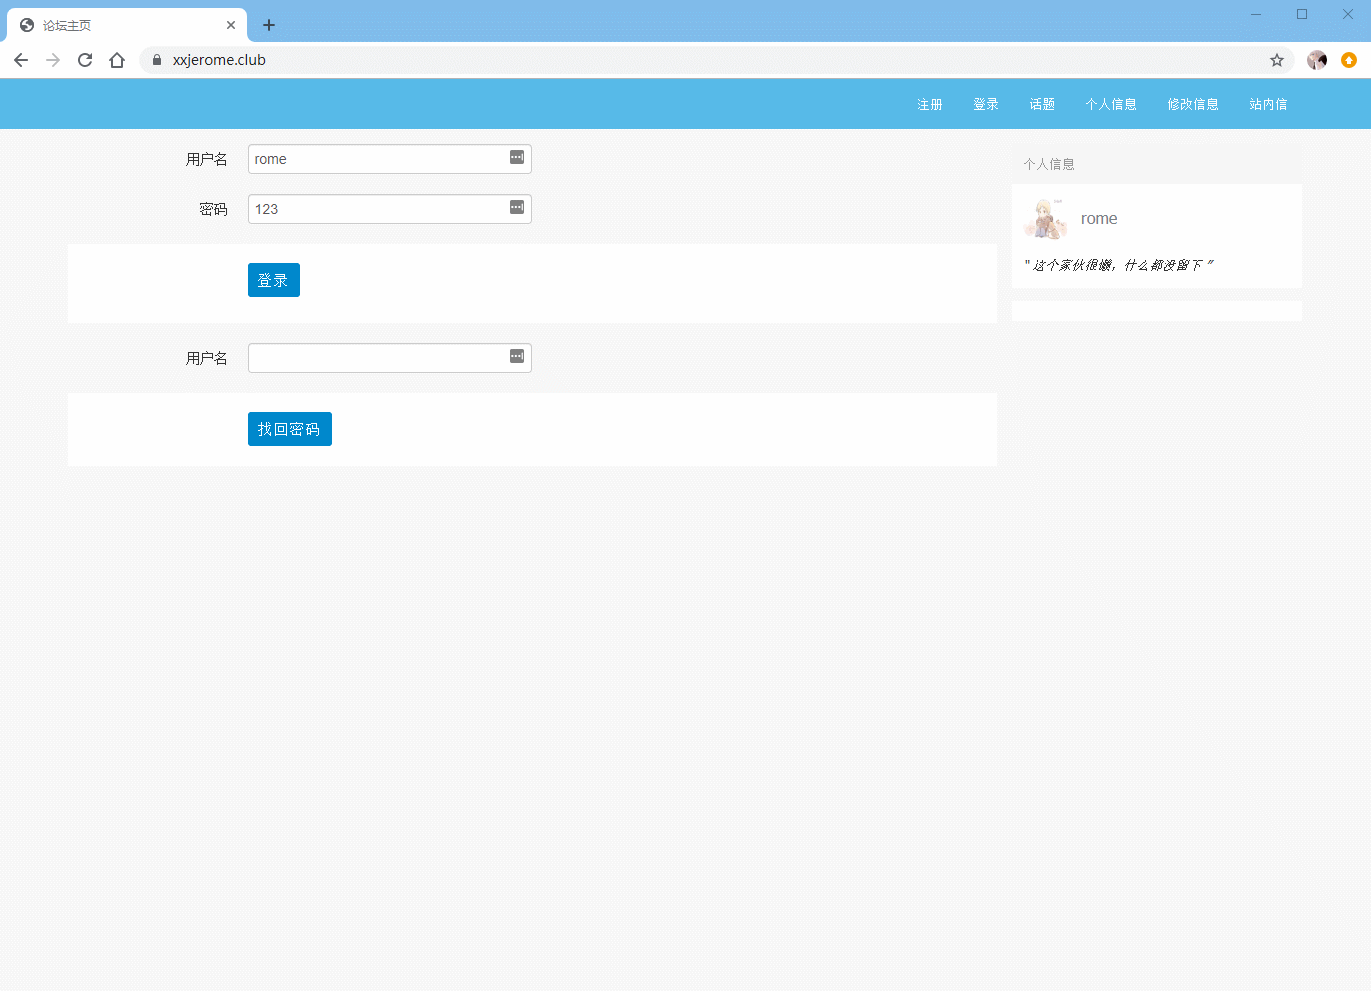 论坛主页
xxjerome.club
注册 登录 话题 个人信息 修改信息 站内信
用户名 rome
密码 123
登录
用户名
找回密码
个人信息
rome
" 这个家伙很懒，什么都没留下 "